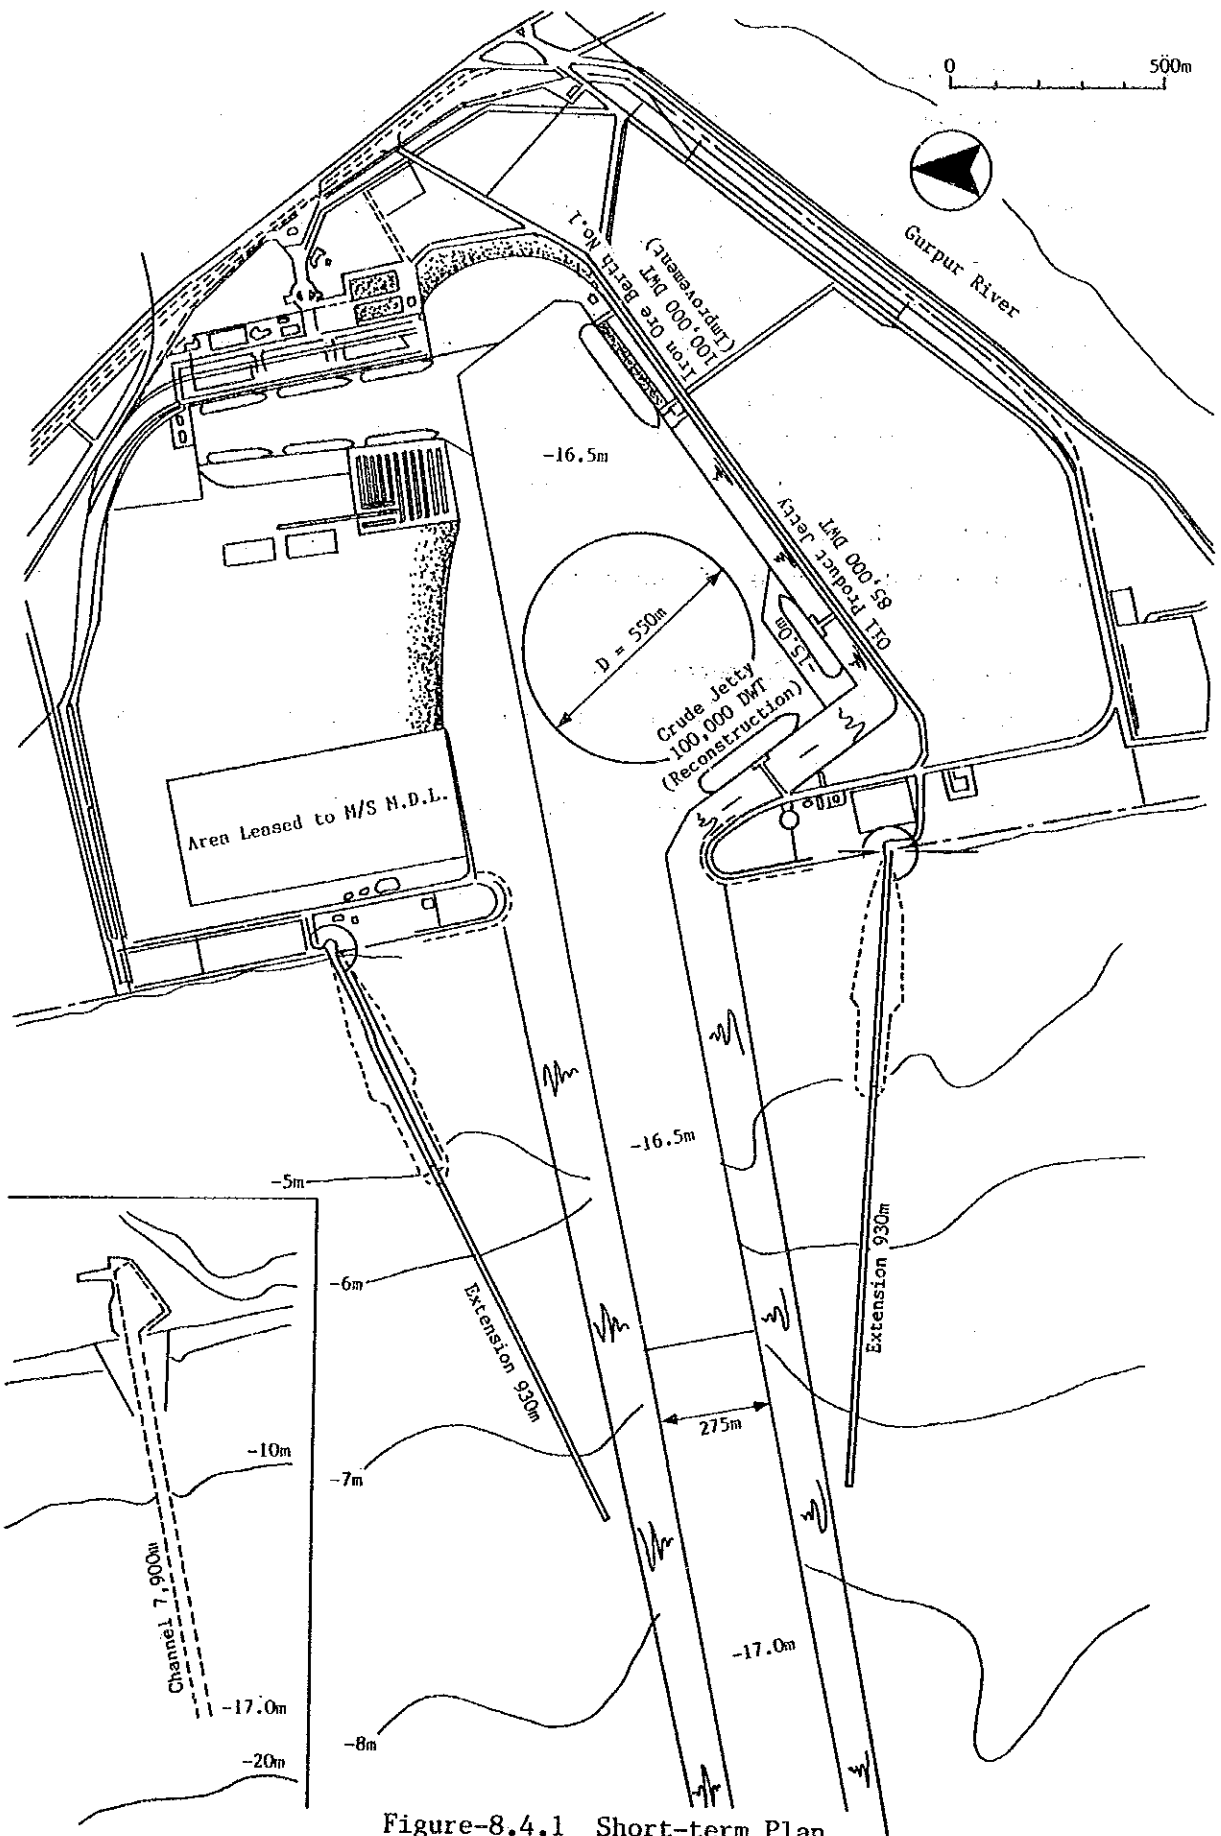 0 500m
Gurpur River
Iron Ore Berth No.1
100,000 DWT
(Improvement)
-16.5m
Oil Product Jetty
85,000 DWT
D = 550m
-15.0m
Crude Jetty
100,000 DWT
(Reconstruction)
Area Leased to M/S M.D.L.
-16.5m
-5m
-6m
Extension 930m
Extension 930m
275m
-7m
-10m
Channel 7,900m
-17.0m
-17.0m
-8m
-20m
Figure-8.4.1 Short-term Plan